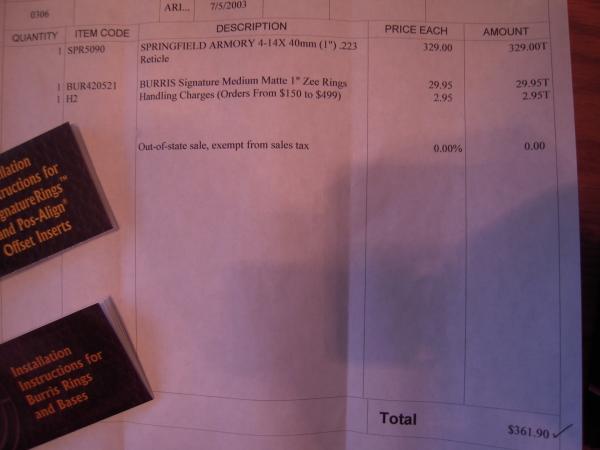 0306 ARI... 7/5/2003
QUANTITY ITEM CODE DESCRIPTION PRICE EACH AMOUNT
1 SPR5090 SPRINGFIELD ARMORY 4-14X 40mm (1") .223 329.00 329.00T
Reticle
1 BUR420521 BURRIS Signature Medium Matte 1" Zee Rings 29.95 29.95T
1 H2 Handling Charges (Orders From $150 to $499) 2.95 2.95T
Out-of-state sale, exempt from sales tax 0.00% 0.00
Total $361.90
llation
tructions for
gnatureRings™
and Pos-Align®
Offset Inserts
Installation
Instructions for
Burris Rings
and Bases